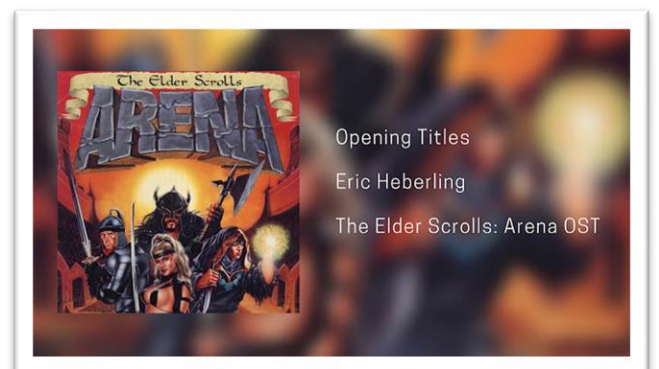 The Elder Scrolls
ARENA
Opening Titles
Eric Heberling
The Elder Scrolls: Arena OST